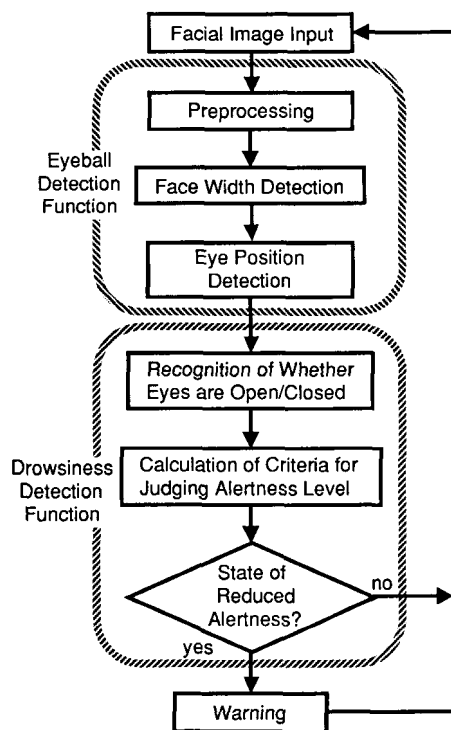 Facial Image Input
Preprocessing
Eyeball
Detection
Function
Face Width Detection
Eye Position
Detection
Recognition of Whether
Eyes are Open/Closed
Drowsiness
Detection
Function
Calculation of Criteria for
Judging Alertness Level
State of
Reduced
Alertness?
no
yes
Warning